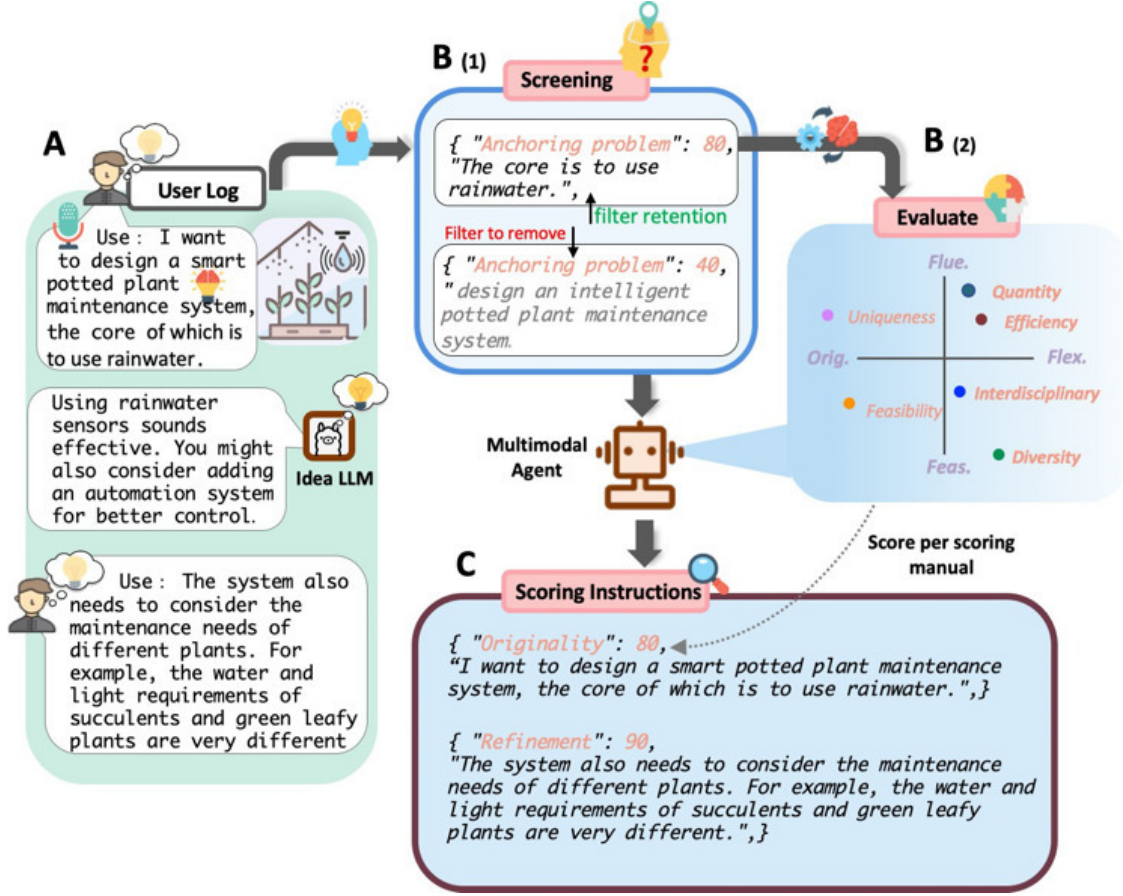 A
User Log
Use: I want
to design a smart
potted plant
maintenance system,
the core of which is
to use rainwater.
Using rainwater
sensors sounds
effective. You might
also consider adding
an automation system
for better control.
Idea LLM
Use: The system also
needs to consider the
maintenance needs of
different plants. For
example, the water and
light requirements of
succulents and green leafy
plants are very different
B (1)
Screening
?
{ "Anchoring problem": 80,
"The core is to use
rainwater.",
filter retention
Filter to remove
{ "Anchoring problem": 40,
" design an intelligent
potted plant maintenance
system.
Multimodal
Agent
B (2)
Evaluate
Flue.
Quantity
Uniqueness
Efficiency
Orig.
Flex.
Interdisciplinary
Feasibility
Diversity
Feas.
Score per scoring
manual
C
Scoring Instructions
{ "Originality": 80,
“I want to design a smart potted plant maintenance
system, the core of which is to use rainwater.",}
{ "Refinement": 90,
"The system also needs to consider the maintenance
needs of different plants. For example, the water and
light requirements of succulents and green leafy
plants are very different.",}